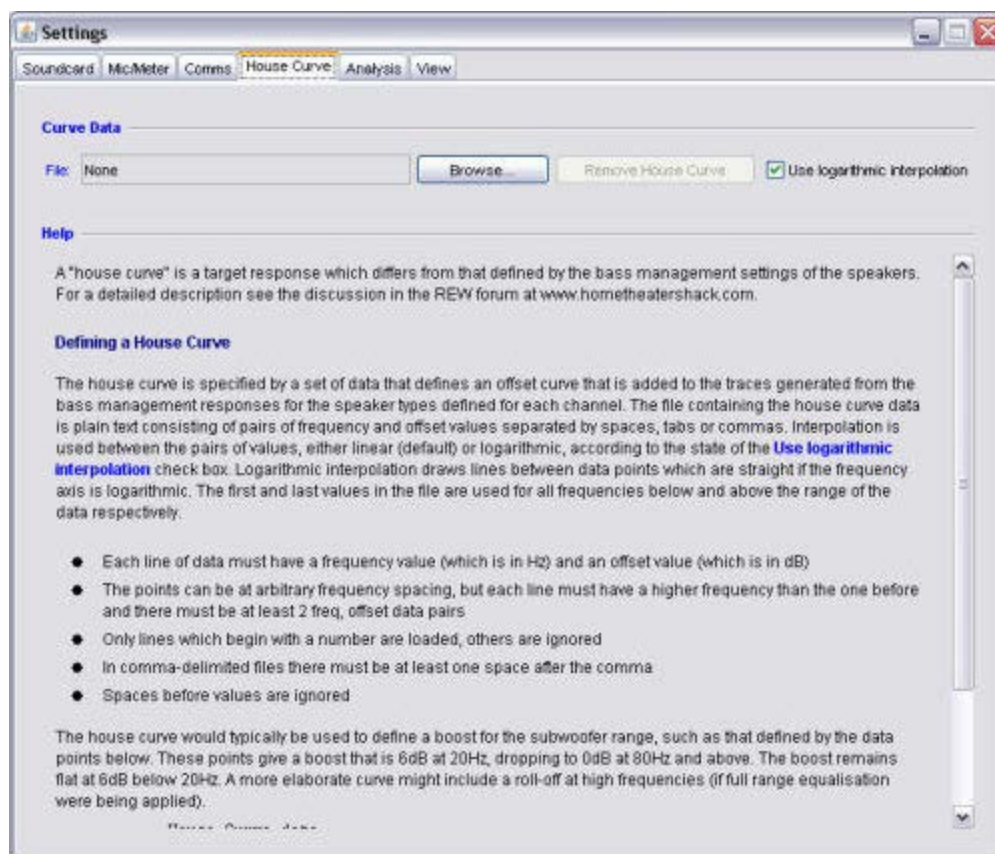 Settings
Soundcard Mic/Meter Comms House Curve Analysis View
Curve Data
File: None Browse... Remove House Curve Use logarithmic interpolation
Help
A "house curve" is a target response which differs from that defined by the bass management settings of the speakers.
For a detailed description see the discussion in the REW forum at www.hometheatershack.com.
Defining a House Curve
The house curve is specified by a set of data that defines an offset curve that is added to the traces generated from the
bass management responses for the speaker types defined for each channel. The file containing the house curve data
is plain text consisting of pairs of frequency and offset values separated by spaces, tabs or commas. Interpolation is
used between the pairs of values, either linear (default) or logarithmic, according to the state of the Use logarithmic
interpolation check box. Logarithmic interpolation draws lines between data points which are straight if the frequency
axis is logarithmic. The first and last values in the file are used for all frequencies below and above the range of the
data respectively.
● Each line of data must have a frequency value (which is in Hz) and an offset value (which is in dB)
● The points can be at arbitrary frequency spacing, but each line must have a higher frequency than the one before
and there must be at least 2 freq, offset data pairs
● Only lines which begin with a number are loaded, others are ignored
● In comma-delimited files there must be at least one space after the comma
● Spaces before values are ignored
The house curve would typically be used to define a boost for the subwoofer range, such as that defined by the data
points below. These points give a boost that is 6dB at 20Hz, dropping to 0dB at 80Hz and above. The boost remains
flat at 6dB below 20Hz. A more elaborate curve might include a roll-off at high frequencies (if full range equalisation
were being applied).
House Curve data